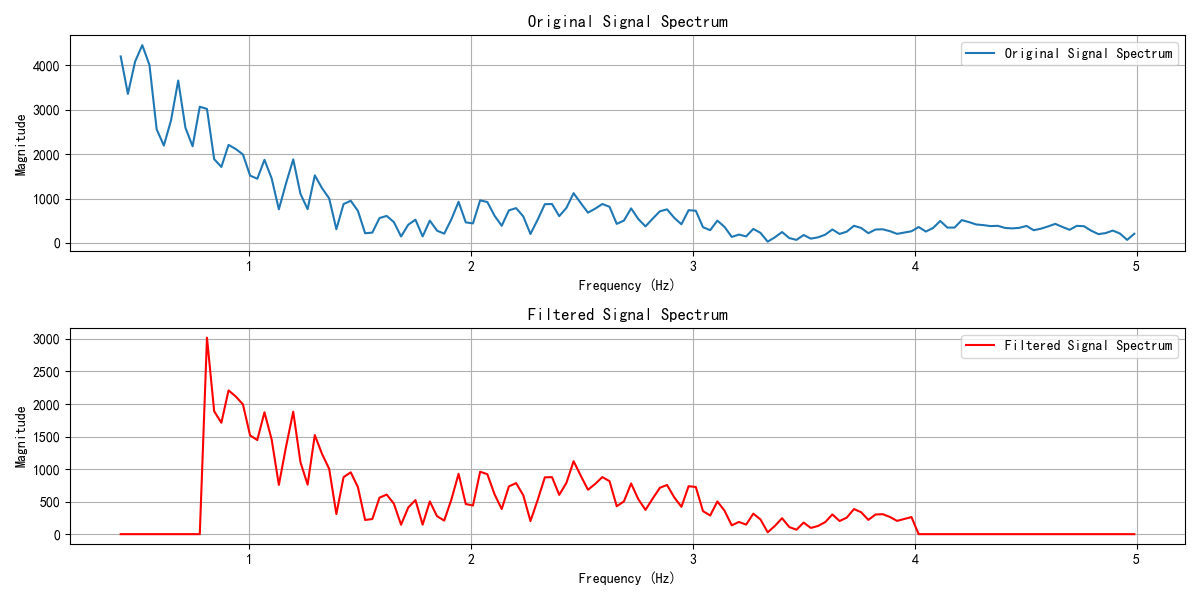 Original Signal Spectrum
Original Signal Spectrum
Magnitude
4000
3000
2000
1000
0
1
2
3
4
5
Frequency (Hz)
Filtered Signal Spectrum
Filtered Signal Spectrum
Magnitude
3000
2500
2000
1500
1000
500
0
1
2
3
4
5
Frequency (Hz)